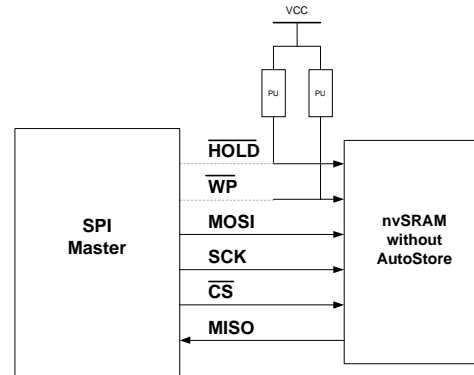 VCC
PU PU
HOLD
WP
MOSI
SCK
CS
MISO
SPI
Master
nvSRAM
without
AutoStore